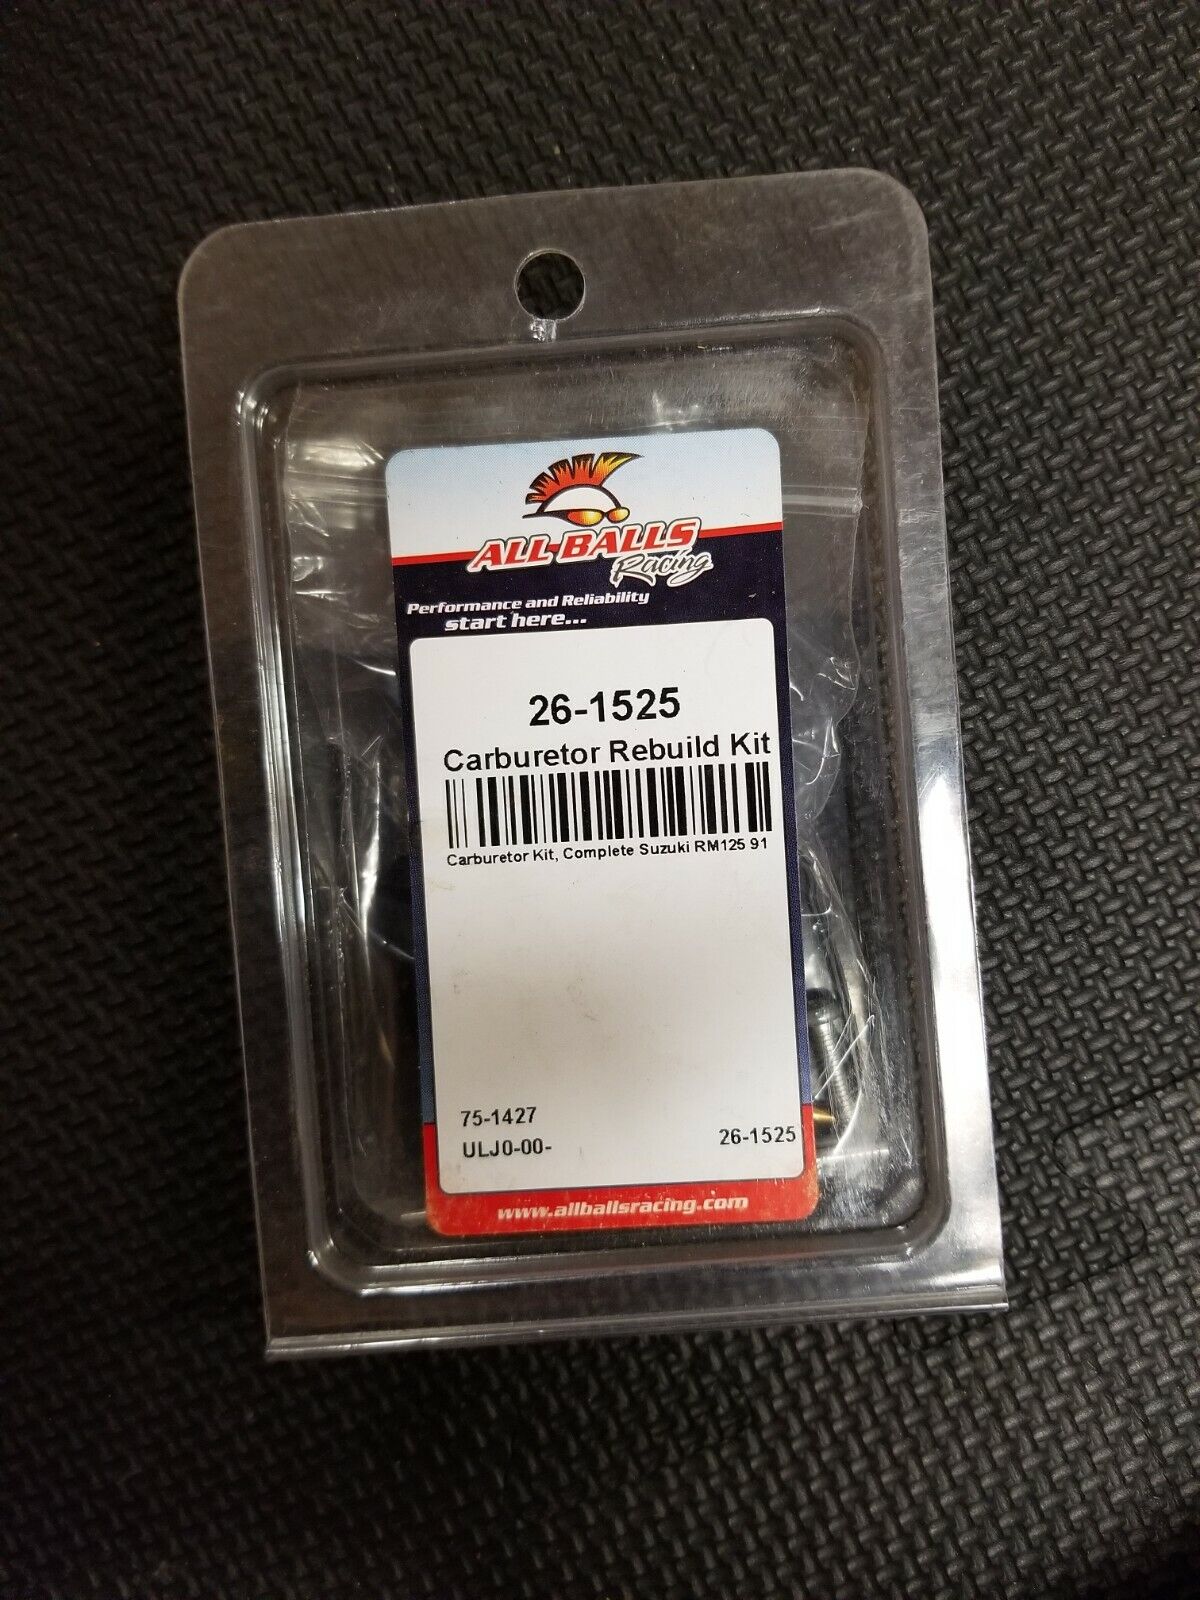 ALL BALLS
Racing
Performance and Reliability
start here...
26-1525
Carburetor Rebuild Kit
Carburetor Kit, Complete Suzuki RM125 91
75-1427
ULJ0-00-
26-1525
www.allballsracing.com